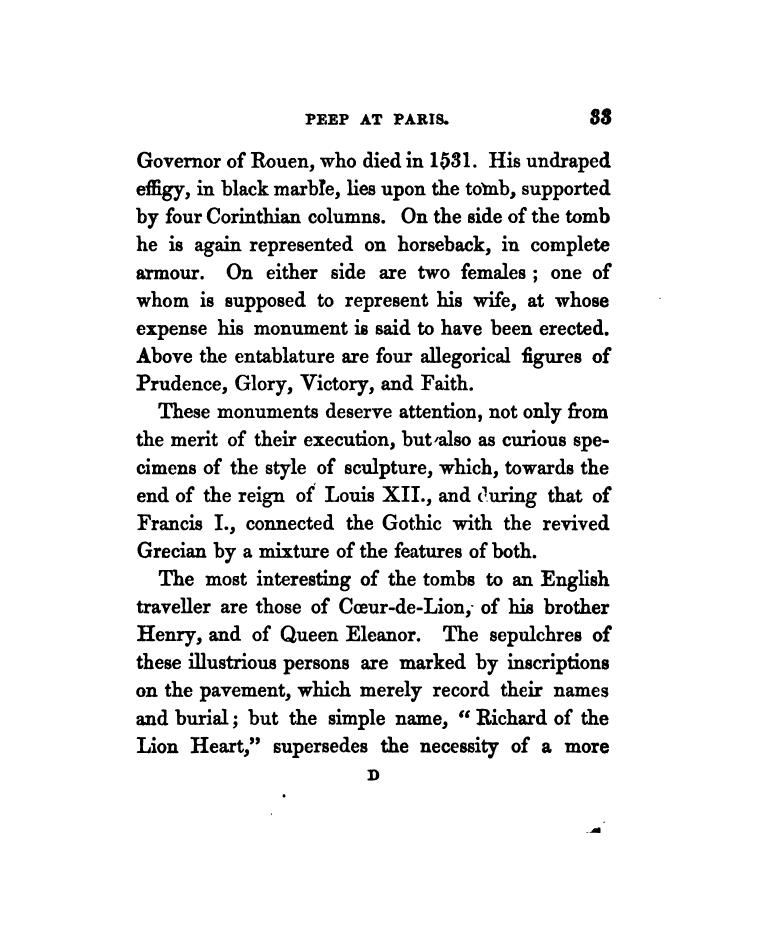 PEEP AT PARIS. 33
Governor of Rouen, who died in 1531. His undraped
effigy, in black marble, lies upon the tomb, supported
by four Corinthian columns. On the side of the tomb
he is again represented on horseback, in complete
armour. On either side are two females ; one of
whom is supposed to represent his wife, at whose
expense his monument is said to have been erected.
Above the entablature are four allegorical figures of
Prudence, Glory, Victory, and Faith.
These monuments deserve attention, not only from
the merit of their execution, but also as curious spe-
cimens of the style of sculpture, which, towards the
end of the reign of Louis XII., and during that of
Francis I., connected the Gothic with the revived
Grecian by a mixture of the features of both.
The most interesting of the tombs to an English
traveller are those of Cœur-de-Lion, of his brother
Henry, and of Queen Eleanor. The sepulchres of
these illustrious persons are marked by inscriptions
on the pavement, which merely record their names
and burial ; but the simple name, “ Richard of the
Lion Heart,” supersedes the necessity of a more
D